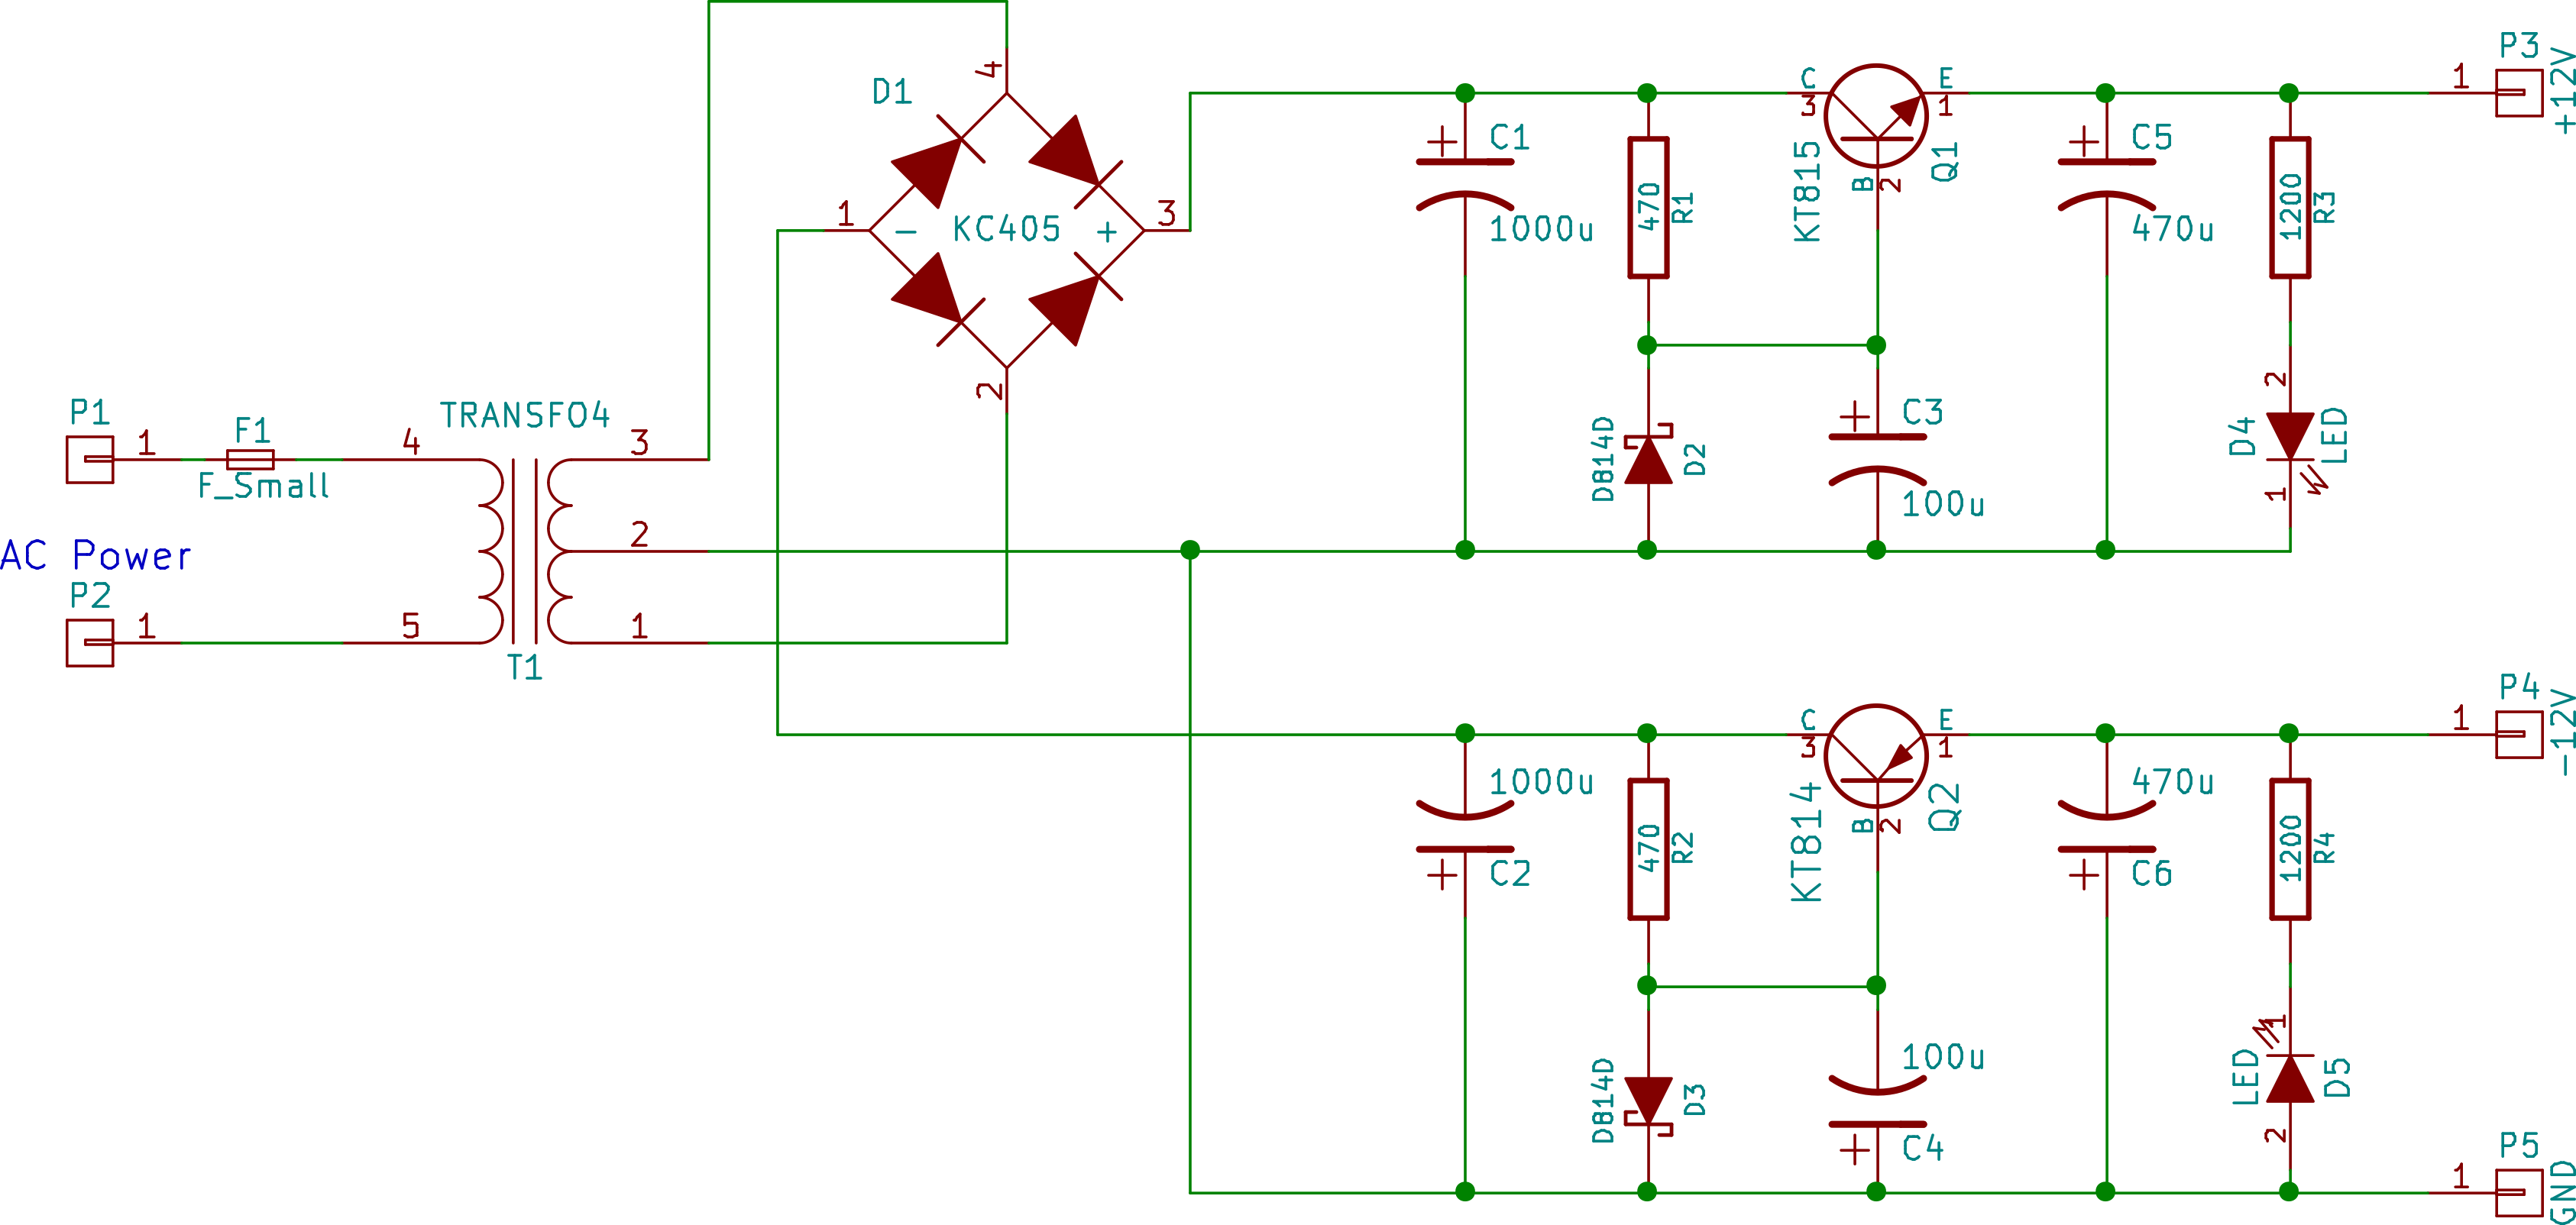 P1
1
F1
F_Small
4
TRANSFO4
3
AC Power
2
P2
1
5
1
T1
D1
4
1
-
KC405
+
3
2
C1
+
1000u
470
R1
C
3
KT815
E
1
Q1
B
2
C5
+
470u
1200
R3
1
P3
+12V
D814D
D2
+
C3
100u
2
D4
LED
1
1000u
+
C2
470
R2
C
3
KT814
E
1
Q2
B
2
470u
+
C6
1200
R4
1
P4
-12V
D814D
D3
100u
+
C4
1
LED
D5
2
1
P5
GND